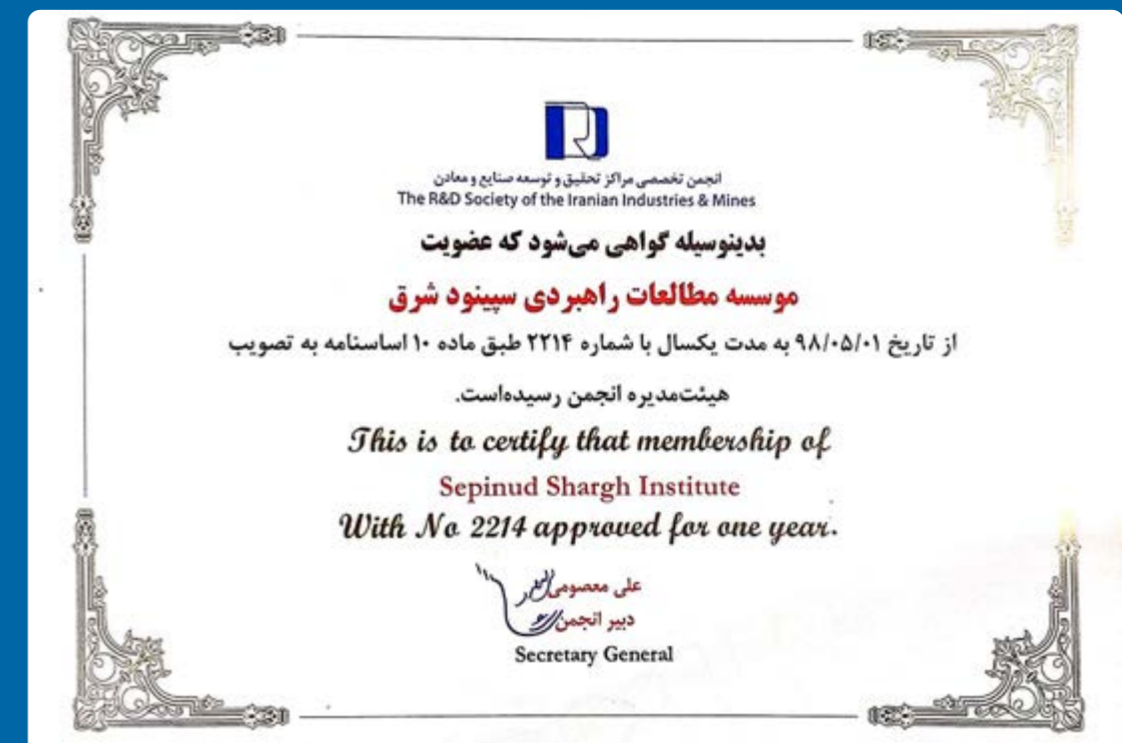 انجمن تخصصی مراکز تحقیق و توسعه صنایع و معادن
The R&D Society of the Iranian Industries & Mines
بدینوسیله گواهی می‌شود که عضویت
موسسه مطالعات راهبردی سپینود شرق
از تاریخ ۹۸/۰۵/۰۱ به مدت یکسال با شماره ۲۲۱۴ طبق ماده ۱۰ اساسنامه به تصویب
هیئت‌مدیره انجمن رسیده‌است.
This is to certify that membership of
Sepinud Shargh Institute
With No 2214 approved for one year.
علی معصومی
دبیر انجمن
Secretary General